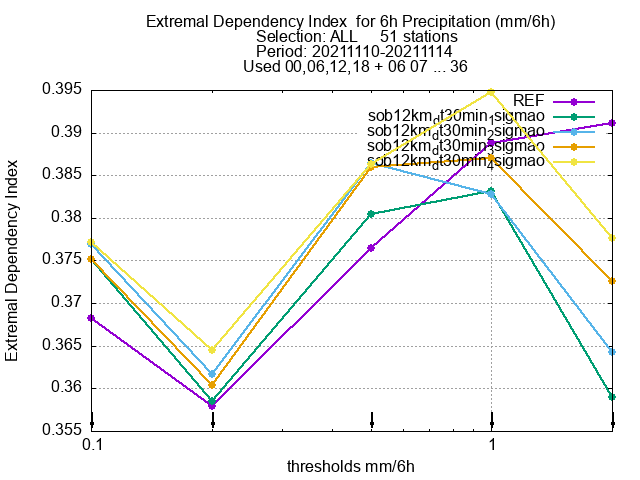 Extremal Dependency Index for 6h Precipitation (mm/6h)
Selection: ALL 51 stations
Period: 20211110-20211114
Used 00,06,12,18 + 06 07 ... 36
Extremal Dependency Index
0.395
0.39
0.385
0.38
0.375
0.37
0.365
0.36
0.355
REF
sob12km_dt30min_1sigmao
sob12km_dt30min_2sigmao
sob12km_dt30min_3sigmao
sob12km_dt30min_4sigmao
0.1
1
thresholds mm/6h